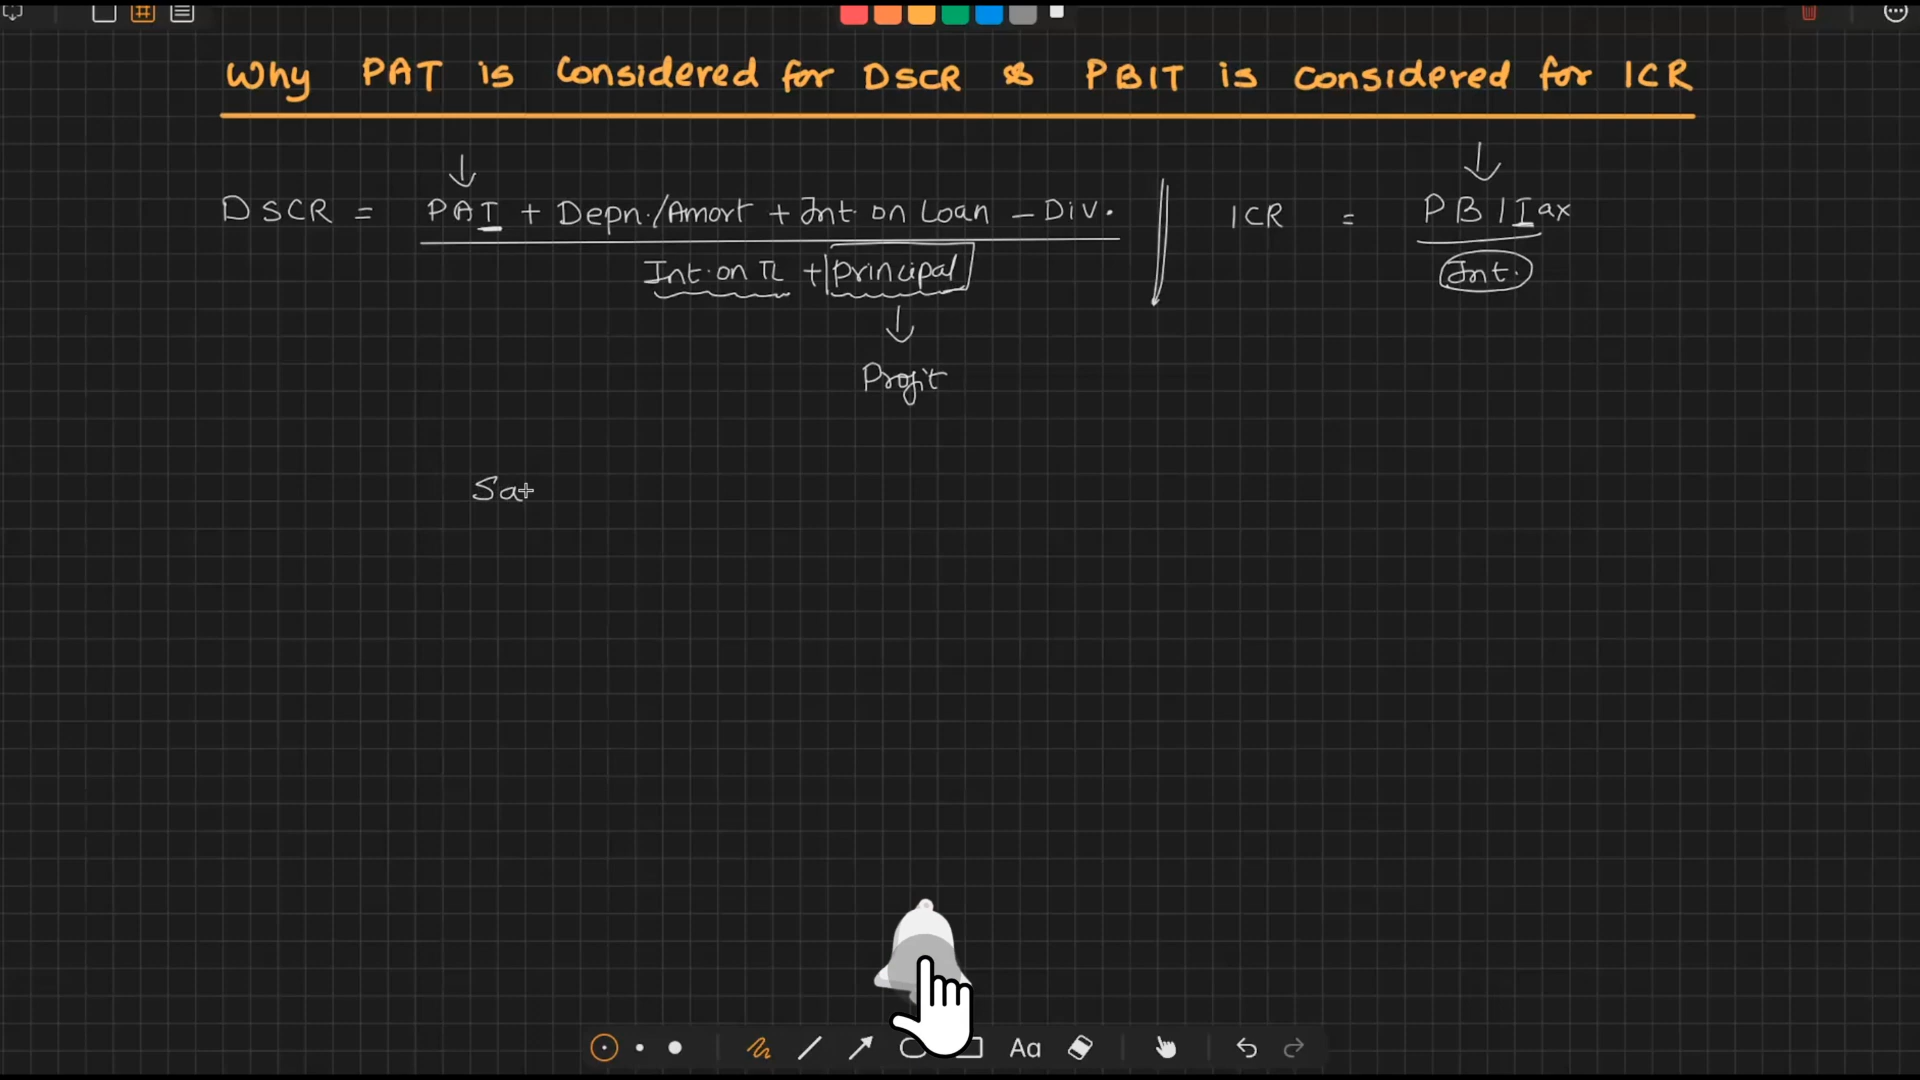 Why PAT is Considered for DSCR & PBIT is Considered for ICR
DSCR = PAT + Depn./Amort + Int. on Loan - Div.
Int. on TL + principal
Profit
ICR = PBITax
Int.
Sa
Aa